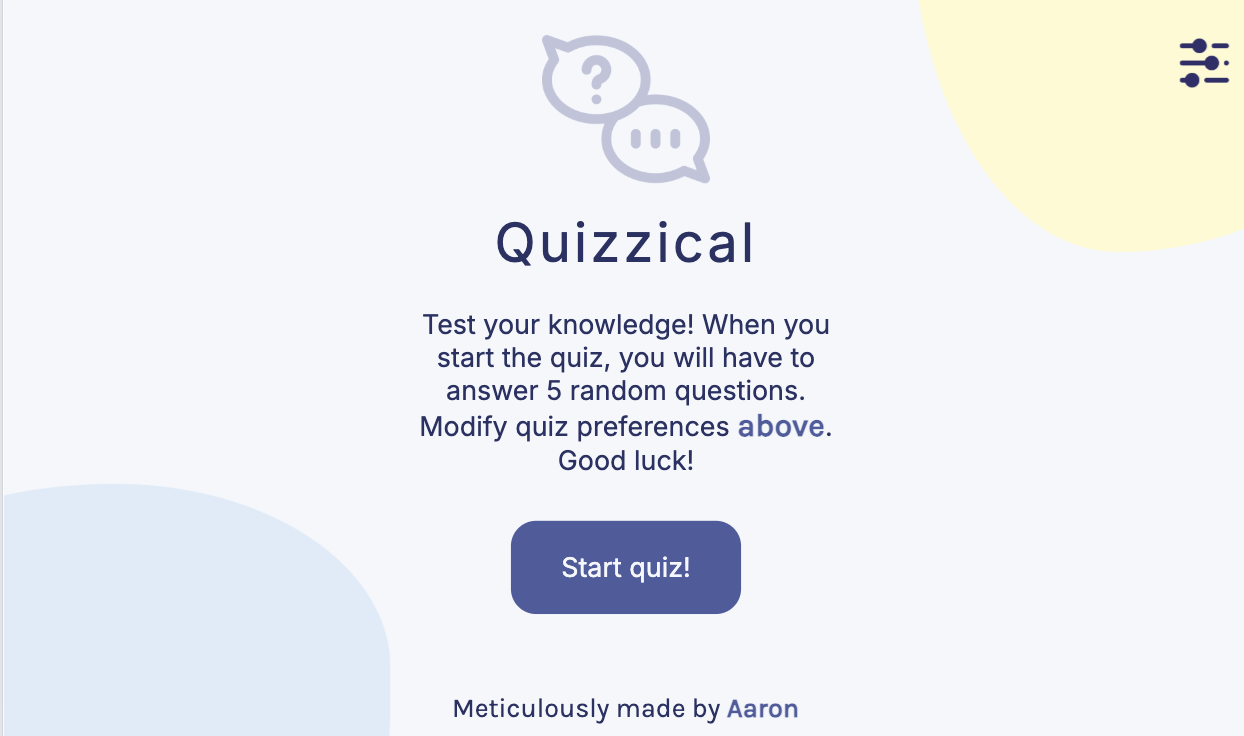 Quizzical
Test your knowledge! When you
start the quiz, you will have to
answer 5 random questions.
Modify quiz preferences above.
Good luck!
Start quiz!
Meticulously made by Aaron